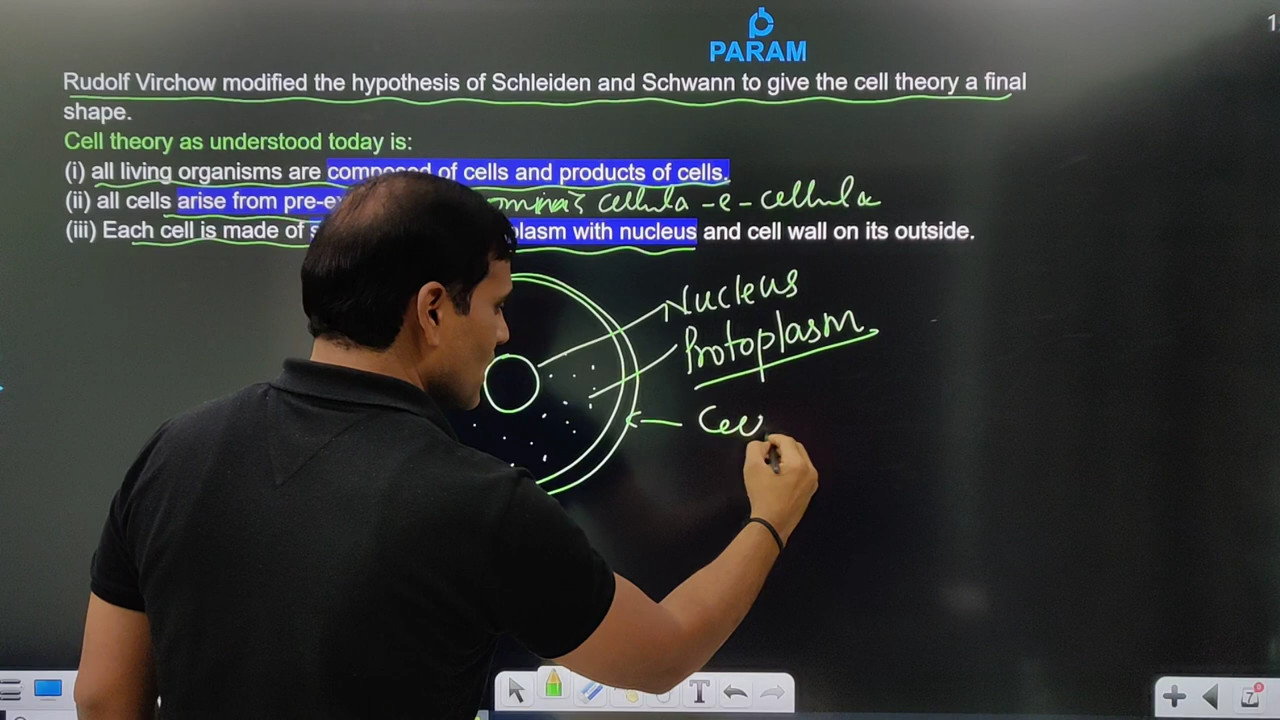 PARAM
Rudolf Virchow modified the hypothesis of Schleiden and Schwann to give the cell theory a final
shape.
Cell theory as understood today is:
(i) all living organisms are composed of cells and products of cells.
(ii) all cells arise from cellula - e - cellula
(iii) Each cell is made of with nucleus and cell wall on its outside.
Nucleus
Protoplasm
Cell
T
7